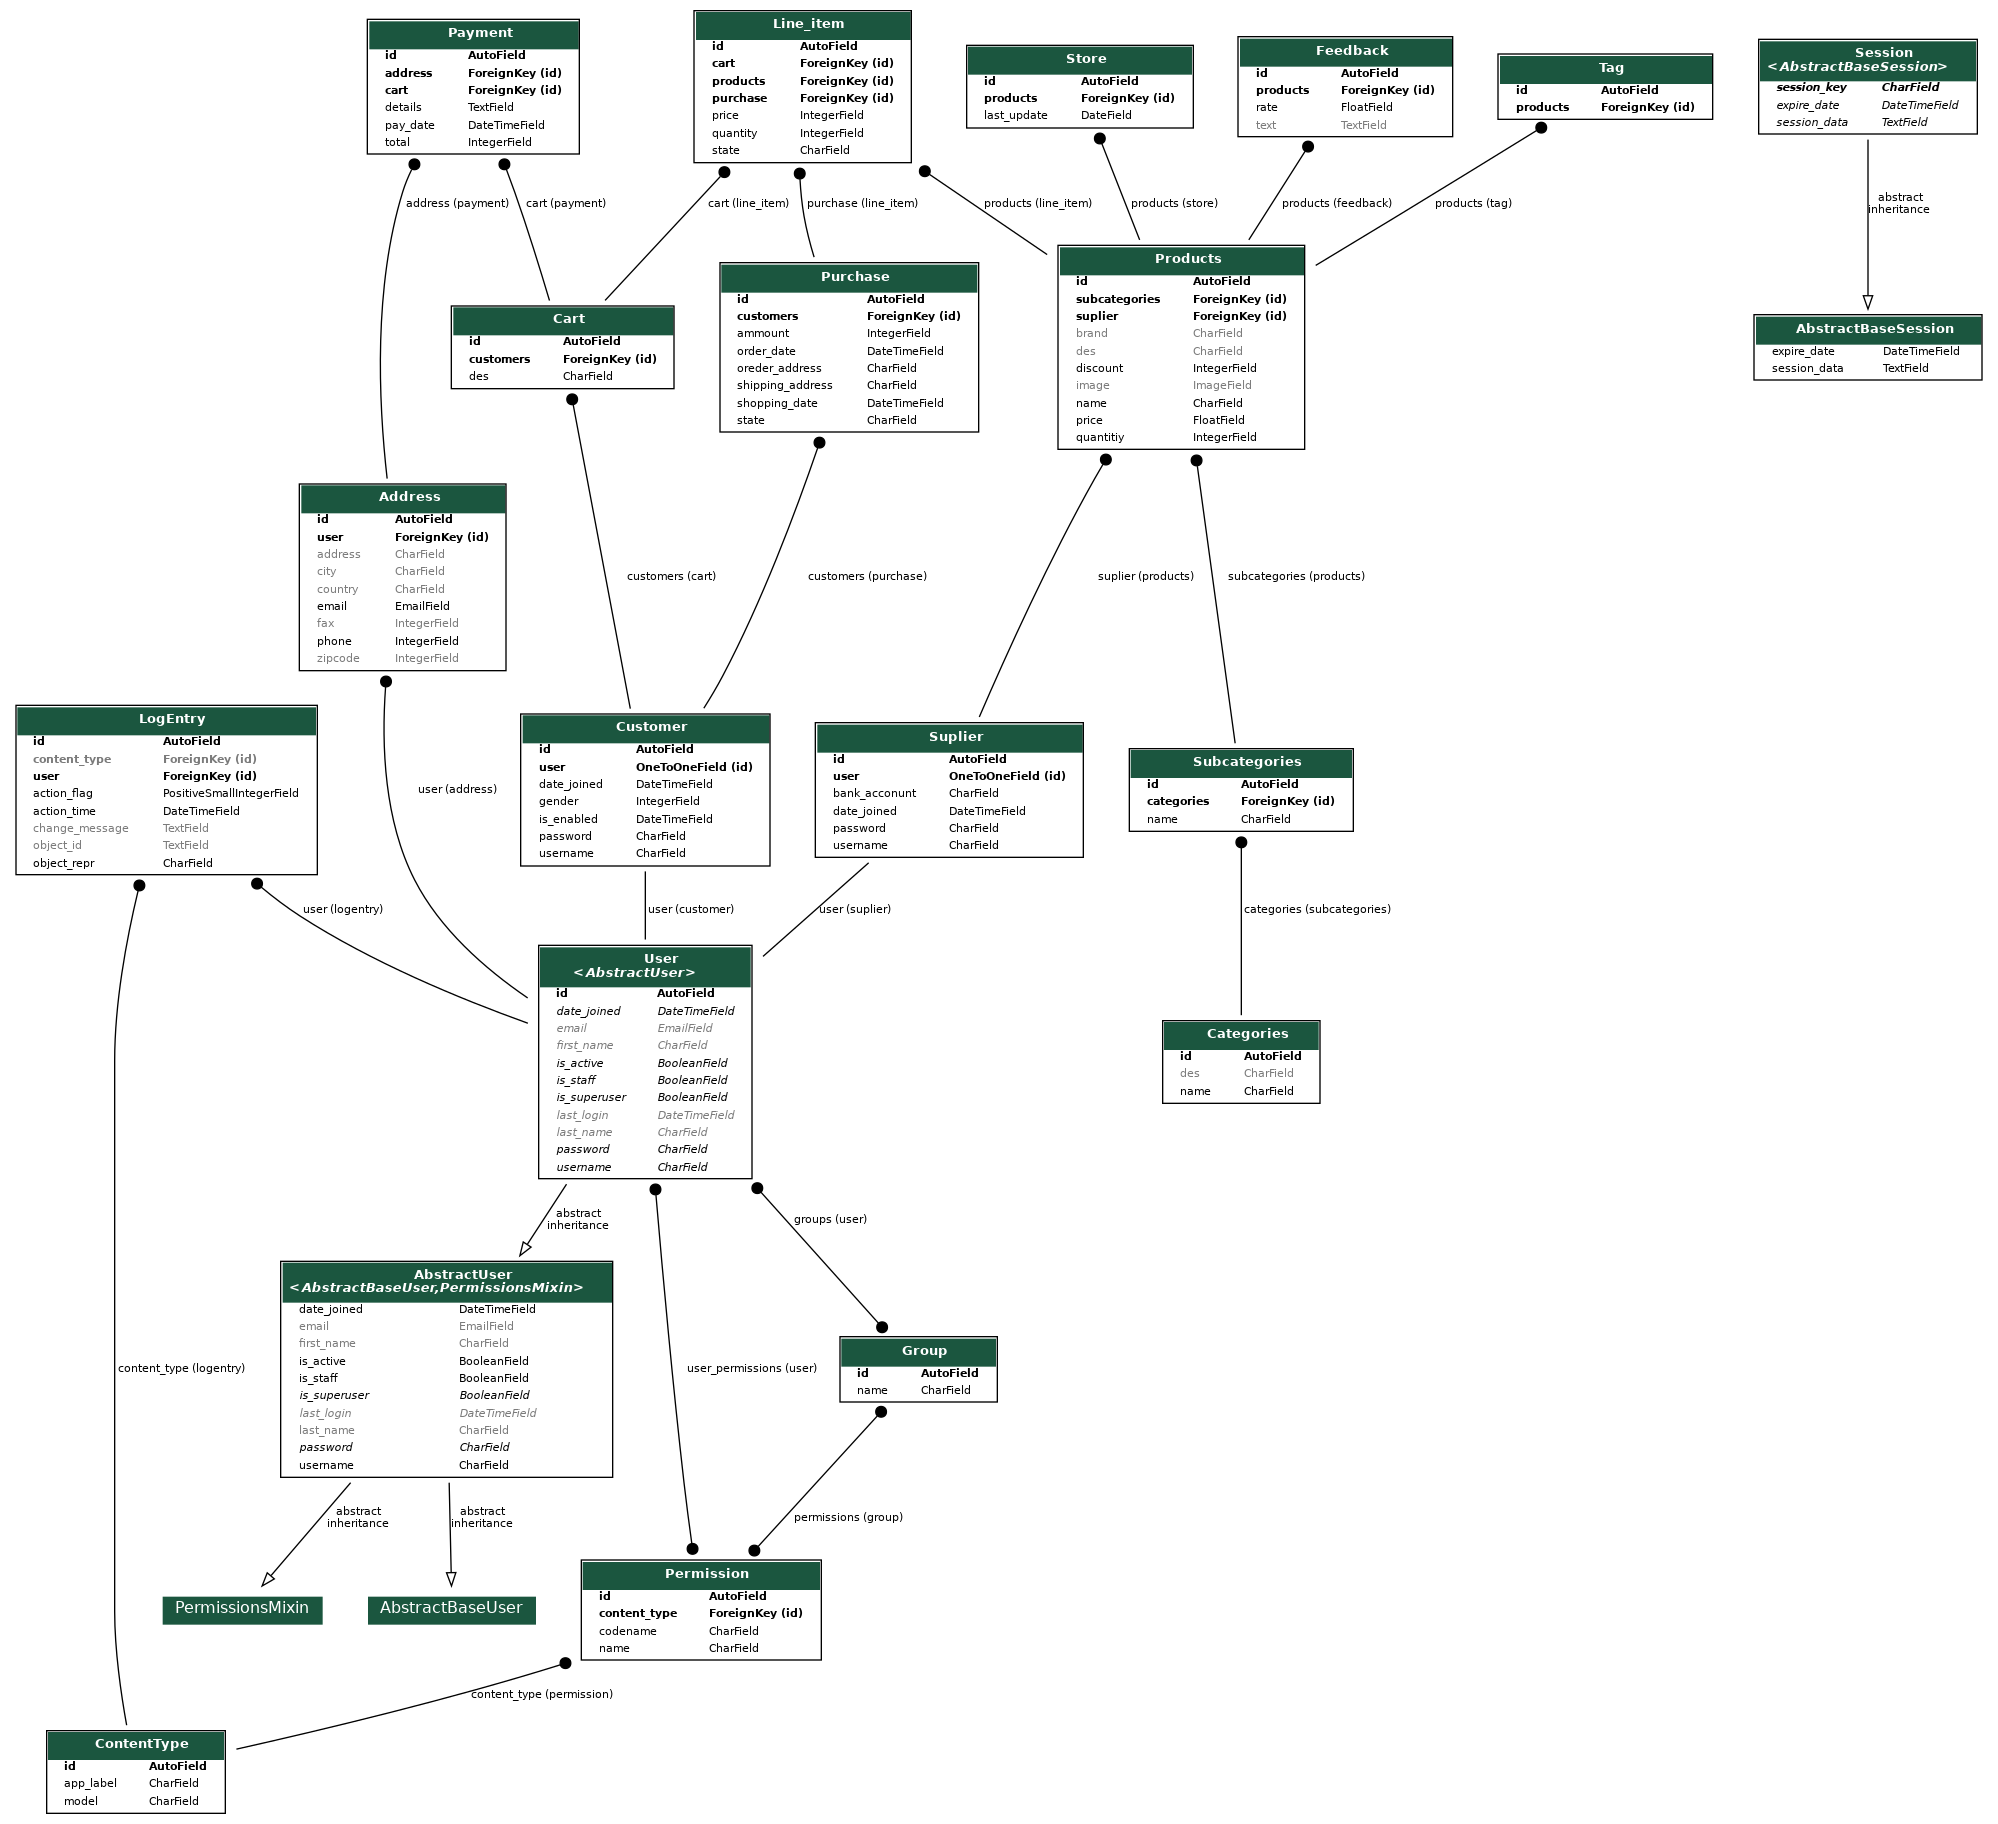 Payment
id AutoField
address ForeignKey (id)
cart ForeignKey (id)
details TextField
pay_date DateTimeField
total IntegerField
Line_item
id AutoField
cart ForeignKey (id)
products ForeignKey (id)
purchase ForeignKey (id)
price IntegerField
quantity IntegerField
state CharField
Store
id AutoField
products ForeignKey (id)
last_update DateField
Feedback
id AutoField
products ForeignKey (id)
rate FloatField
text TextField
Tag
id AutoField
products ForeignKey (id)
Session
<AbstractBaseSession>
session_key CharField
expire_date DateTimeField
session_data TextField
address (payment)
cart (payment)
cart (line_item)
purchase (line_item)
products (line_item)
products (store)
products (feedback)
products (tag)
abstract
inheritance
Cart
id AutoField
customers ForeignKey (id)
des CharField
Purchase
id AutoField
customers ForeignKey (id)
ammount IntegerField
order_date DateTimeField
oreder_address CharField
shipping_address CharField
shopping_date DateTimeField
state CharField
Products
id AutoField
subcategories ForeignKey (id)
suplier ForeignKey (id)
brand CharField
des CharField
discount IntegerField
image ImageField
name CharField
price FloatField
quantitiy IntegerField
AbstractBaseSession
expire_date DateTimeField
session_data TextField
Address
id AutoField
user ForeignKey (id)
address CharField
city CharField
country CharField
email EmailField
fax IntegerField
phone IntegerField
zipcode IntegerField
customers (cart)
customers (purchase)
suplier (products)
subcategories (products)
LogEntry
id AutoField
content_type ForeignKey (id)
user ForeignKey (id)
action_flag PositiveSmallIntegerField
action_time DateTimeField
change_message TextField
object_id TextField
object_repr CharField
user (address)
Customer
id AutoField
user OneToOneField (id)
date_joined DateTimeField
gender IntegerField
is_enabled DateTimeField
password CharField
username CharField
Suplier
id AutoField
user OneToOneField (id)
bank_acconunt CharField
date_joined DateTimeField
password CharField
username CharField
Subcategories
id AutoField
categories ForeignKey (id)
name CharField
user (logentry)
user (customer)
user (suplier)
categories (subcategories)
User
<AbstractUser>
id AutoField
date_joined DateTimeField
email EmailField
first_name CharField
is_active BooleanField
is_staff BooleanField
is_superuser BooleanField
last_login DateTimeField
last_name CharField
password CharField
username CharField
Categories
id AutoField
des CharField
name CharField
abstract
inheritance
groups (user)
AbstractUser
<AbstractBaseUser,PermissionsMixin>
date_joined DateTimeField
email EmailField
first_name CharField
is_active BooleanField
is_staff BooleanField
is_superuser BooleanField
last_login DateTimeField
last_name CharField
password CharField
username CharField
content_type (logentry)
user_permissions (user)
Group
id AutoField
name CharField
abstract
inheritance
abstract
inheritance
permissions (group)
PermissionsMixin
AbstractBaseUser
Permission
id AutoField
content_type ForeignKey (id)
codename CharField
name CharField
content_type (permission)
ContentType
id AutoField
app_label CharField
model CharField